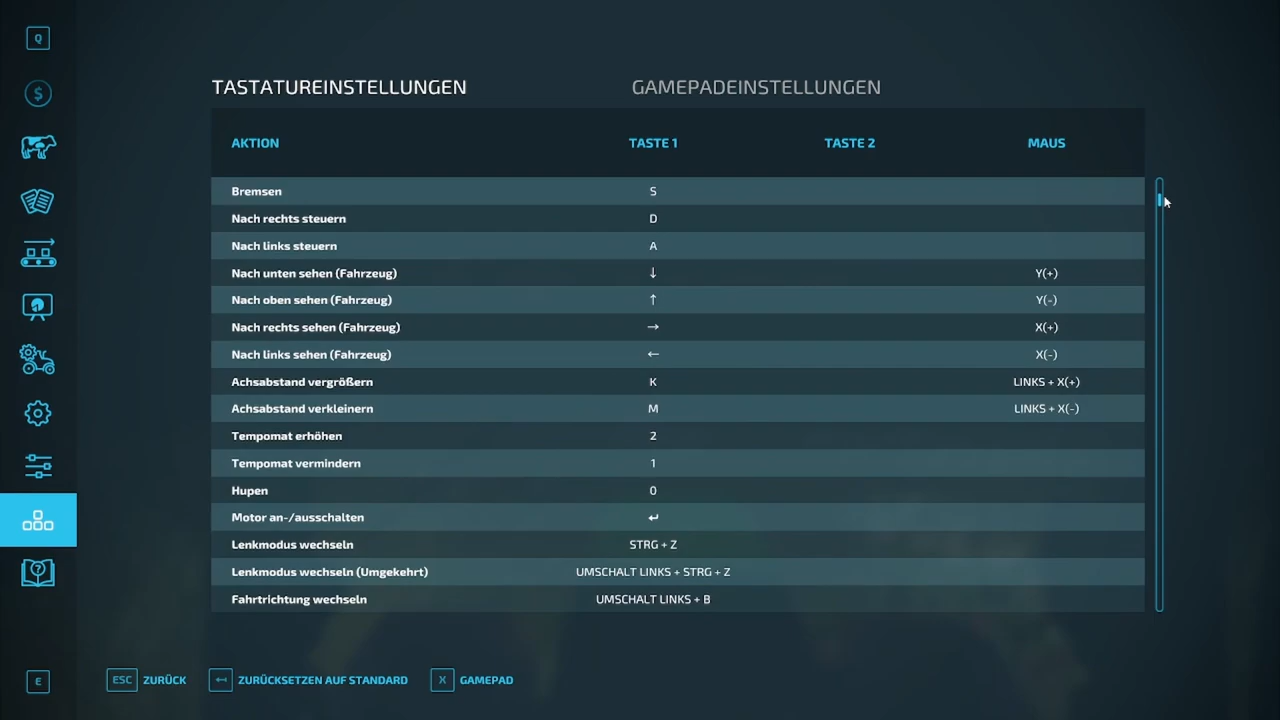 Q
TASTATUREINSTELLUNGEN GAMEPADEINSTELLUNGEN
$
AKTION TASTE 1 TASTE 2 MAUS
Bremsen S
Nach rechts steuern D
Nach links steuern A
Nach unten sehen (Fahrzeug) ↓ Y(+)
Nach oben sehen (Fahrzeug) ↑ Y(-)
Nach rechts sehen (Fahrzeug) → X(+)
Nach links sehen (Fahrzeug) ← X(-)
Achsabstand vergrößern K LINKS + X(+)
Achsabstand verkleinern M LINKS + X(-)
Tempomat erhöhen 2
Tempomat vermindern 1
Hupen 0
Motor an-/ausschalten ↵
Lenkmodus wechseln STRG + Z
Lenkmodus wechseln (Umgekehrt) UMSCHALT LINKS + STRG + Z
Fahrtrichtung wechseln UMSCHALT LINKS + B
E ESC ZURÜCK ↤ ZURÜCKSETZEN AUF STANDARD X GAMEPAD